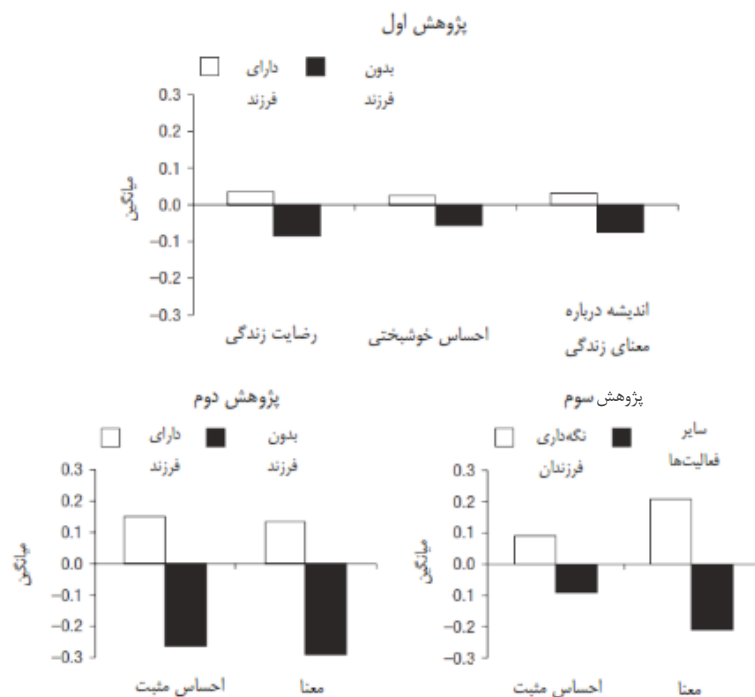 پژوهش اول
دارای
فرزند
بدون
فرزند
0.3
0.2
0.1
0.0
−0.1
−0.2
−0.3
میانگین
رضایت زندگی
احساس خوشبختی
اندیشه درباره
معنای زندگی
پژوهش دوم
دارای
فرزند
بدون
فرزند
0.3
0.2
0.1
0.0
−0.1
−0.2
−0.3
میانگین
احساس مثبت
معنا
پژوهش سوم
نگه‌داری
فرزندان
سایر
فعالیت‌ها
0.3
0.2
0.1
0.0
0.1
−0.2
−0.3
میانگین
احساس مثبت
معنا